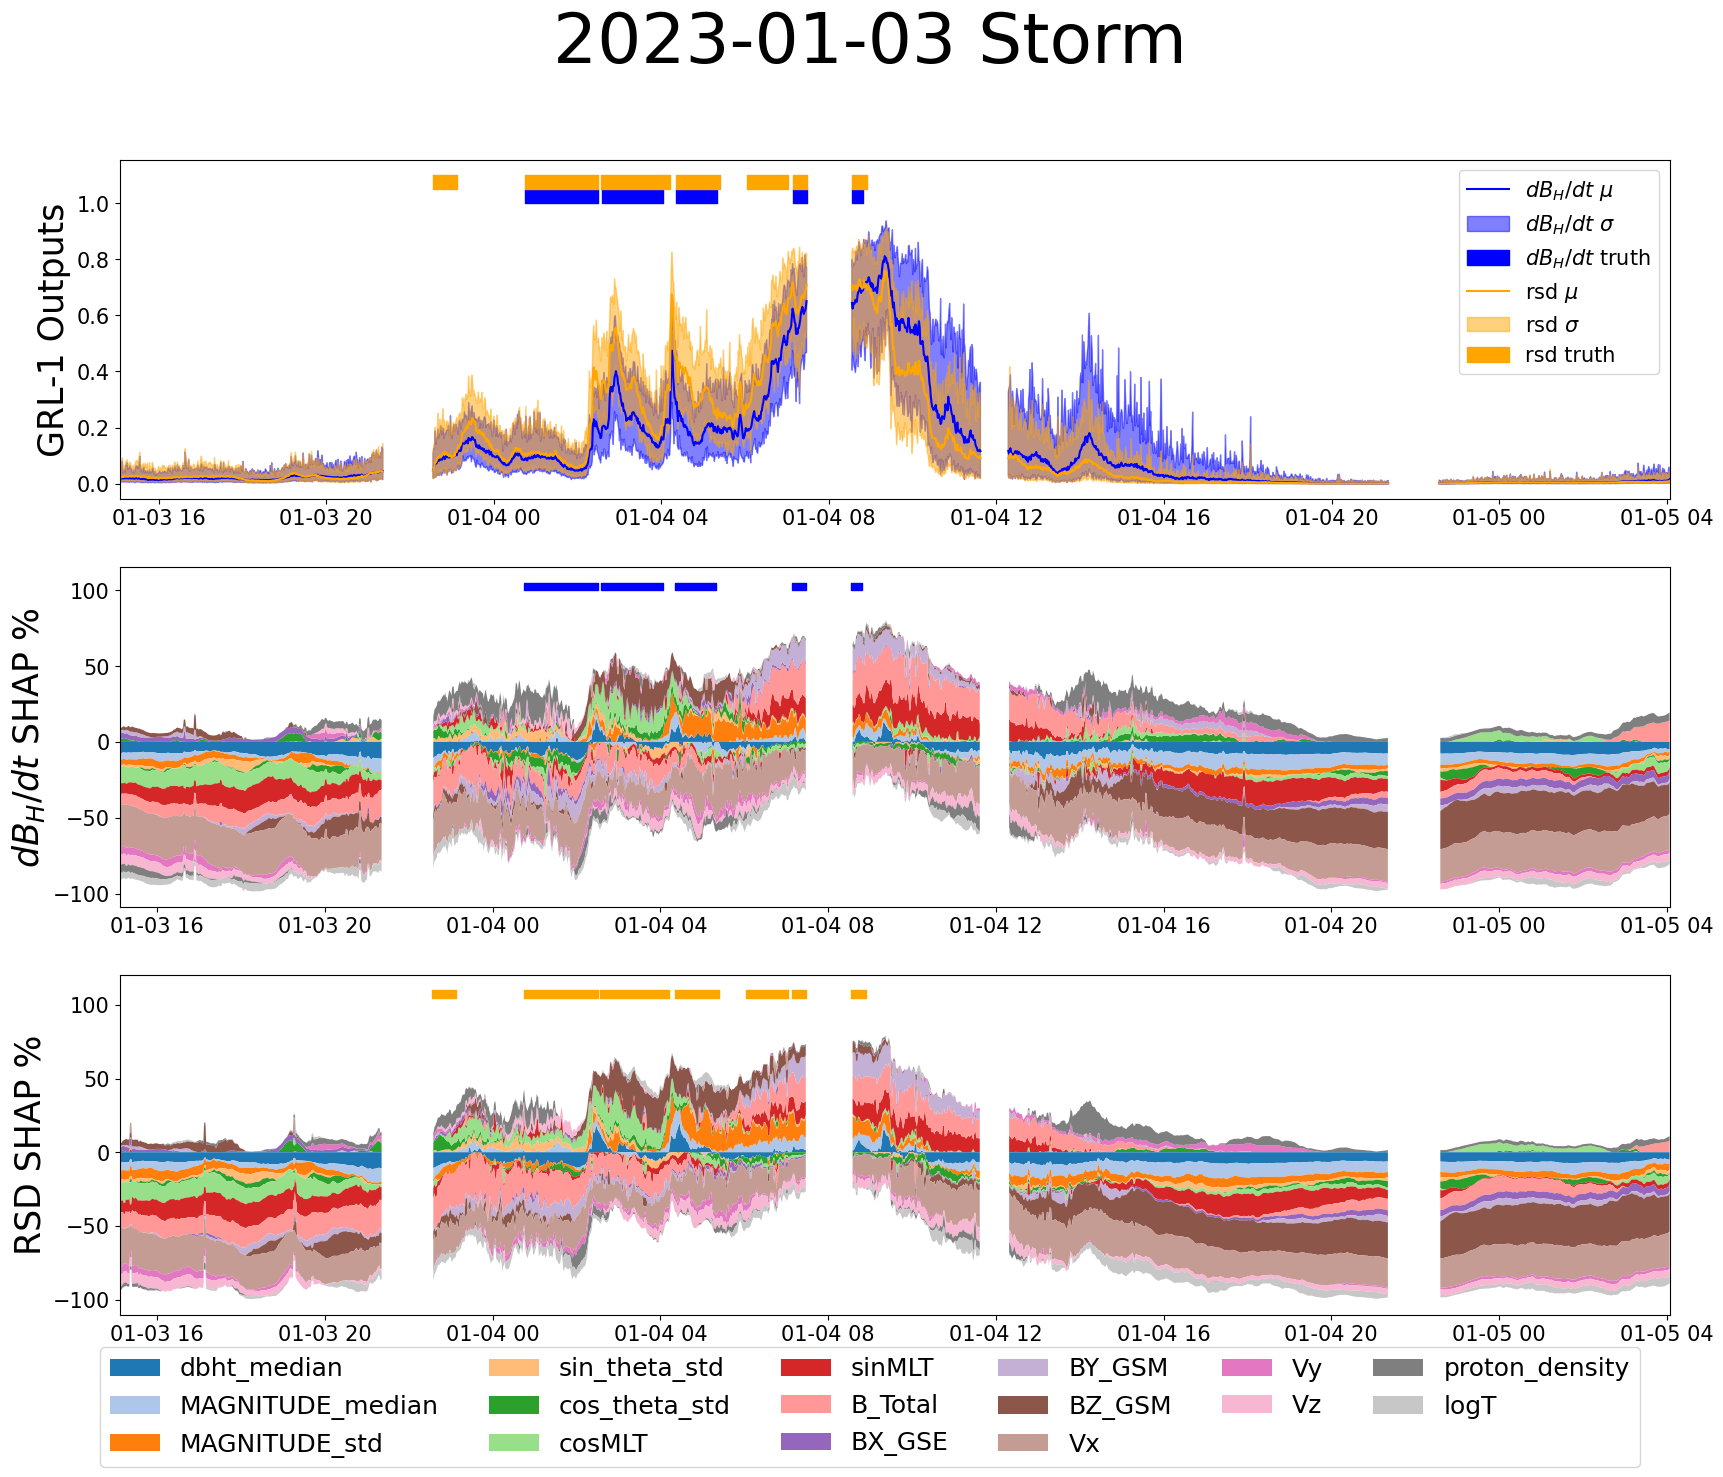 2023-01-03 Storm
GRL-1 Outputs
1.0
0.8
0.6
0.4
0.2
0.0
dB_H/dt μ
dB_H/dt σ
dB_H/dt truth
rsd μ
rsd σ
rsd truth
01-03 16 01-03 20 01-04 00 01-04 04 01-04 08 01-04 12 01-04 16 01-04 20 01-05 00 01-05 04
dB_H/dt SHAP %
100
50
0
−50
−100
01-03 16 01-03 20 01-04 00 01-04 04 01-04 08 01-04 12 01-04 16 01-04 20 01-05 00 01-05 04
RSD SHAP %
100
50
0
−50
−100
01-03 16 01-03 20 01-04 00 01-04 04 01-04 08 01-04 12 01-04 16 01-04 20 01-05 00 01-05 04
dbht_median sin_theta_std sinMLT BY_GSM Vy proton_density
MAGNITUDE_median cos_theta_std B_Total BZ_GSM Vz logT
MAGNITUDE_std cosMLT BX_GSE Vx